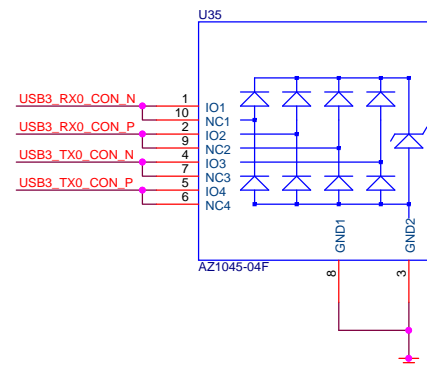 U35
USB3_RX0_CON_N 1 IO1
10 NC1
USB3_RX0_CON_P 2 IO2
9 NC2
USB3_TX0_CON_N 4 IO3
7 NC3
USB3_TX0_CON_P 5 IO4
6 NC4
GND1
GND2
AZ1045-04F
8
3